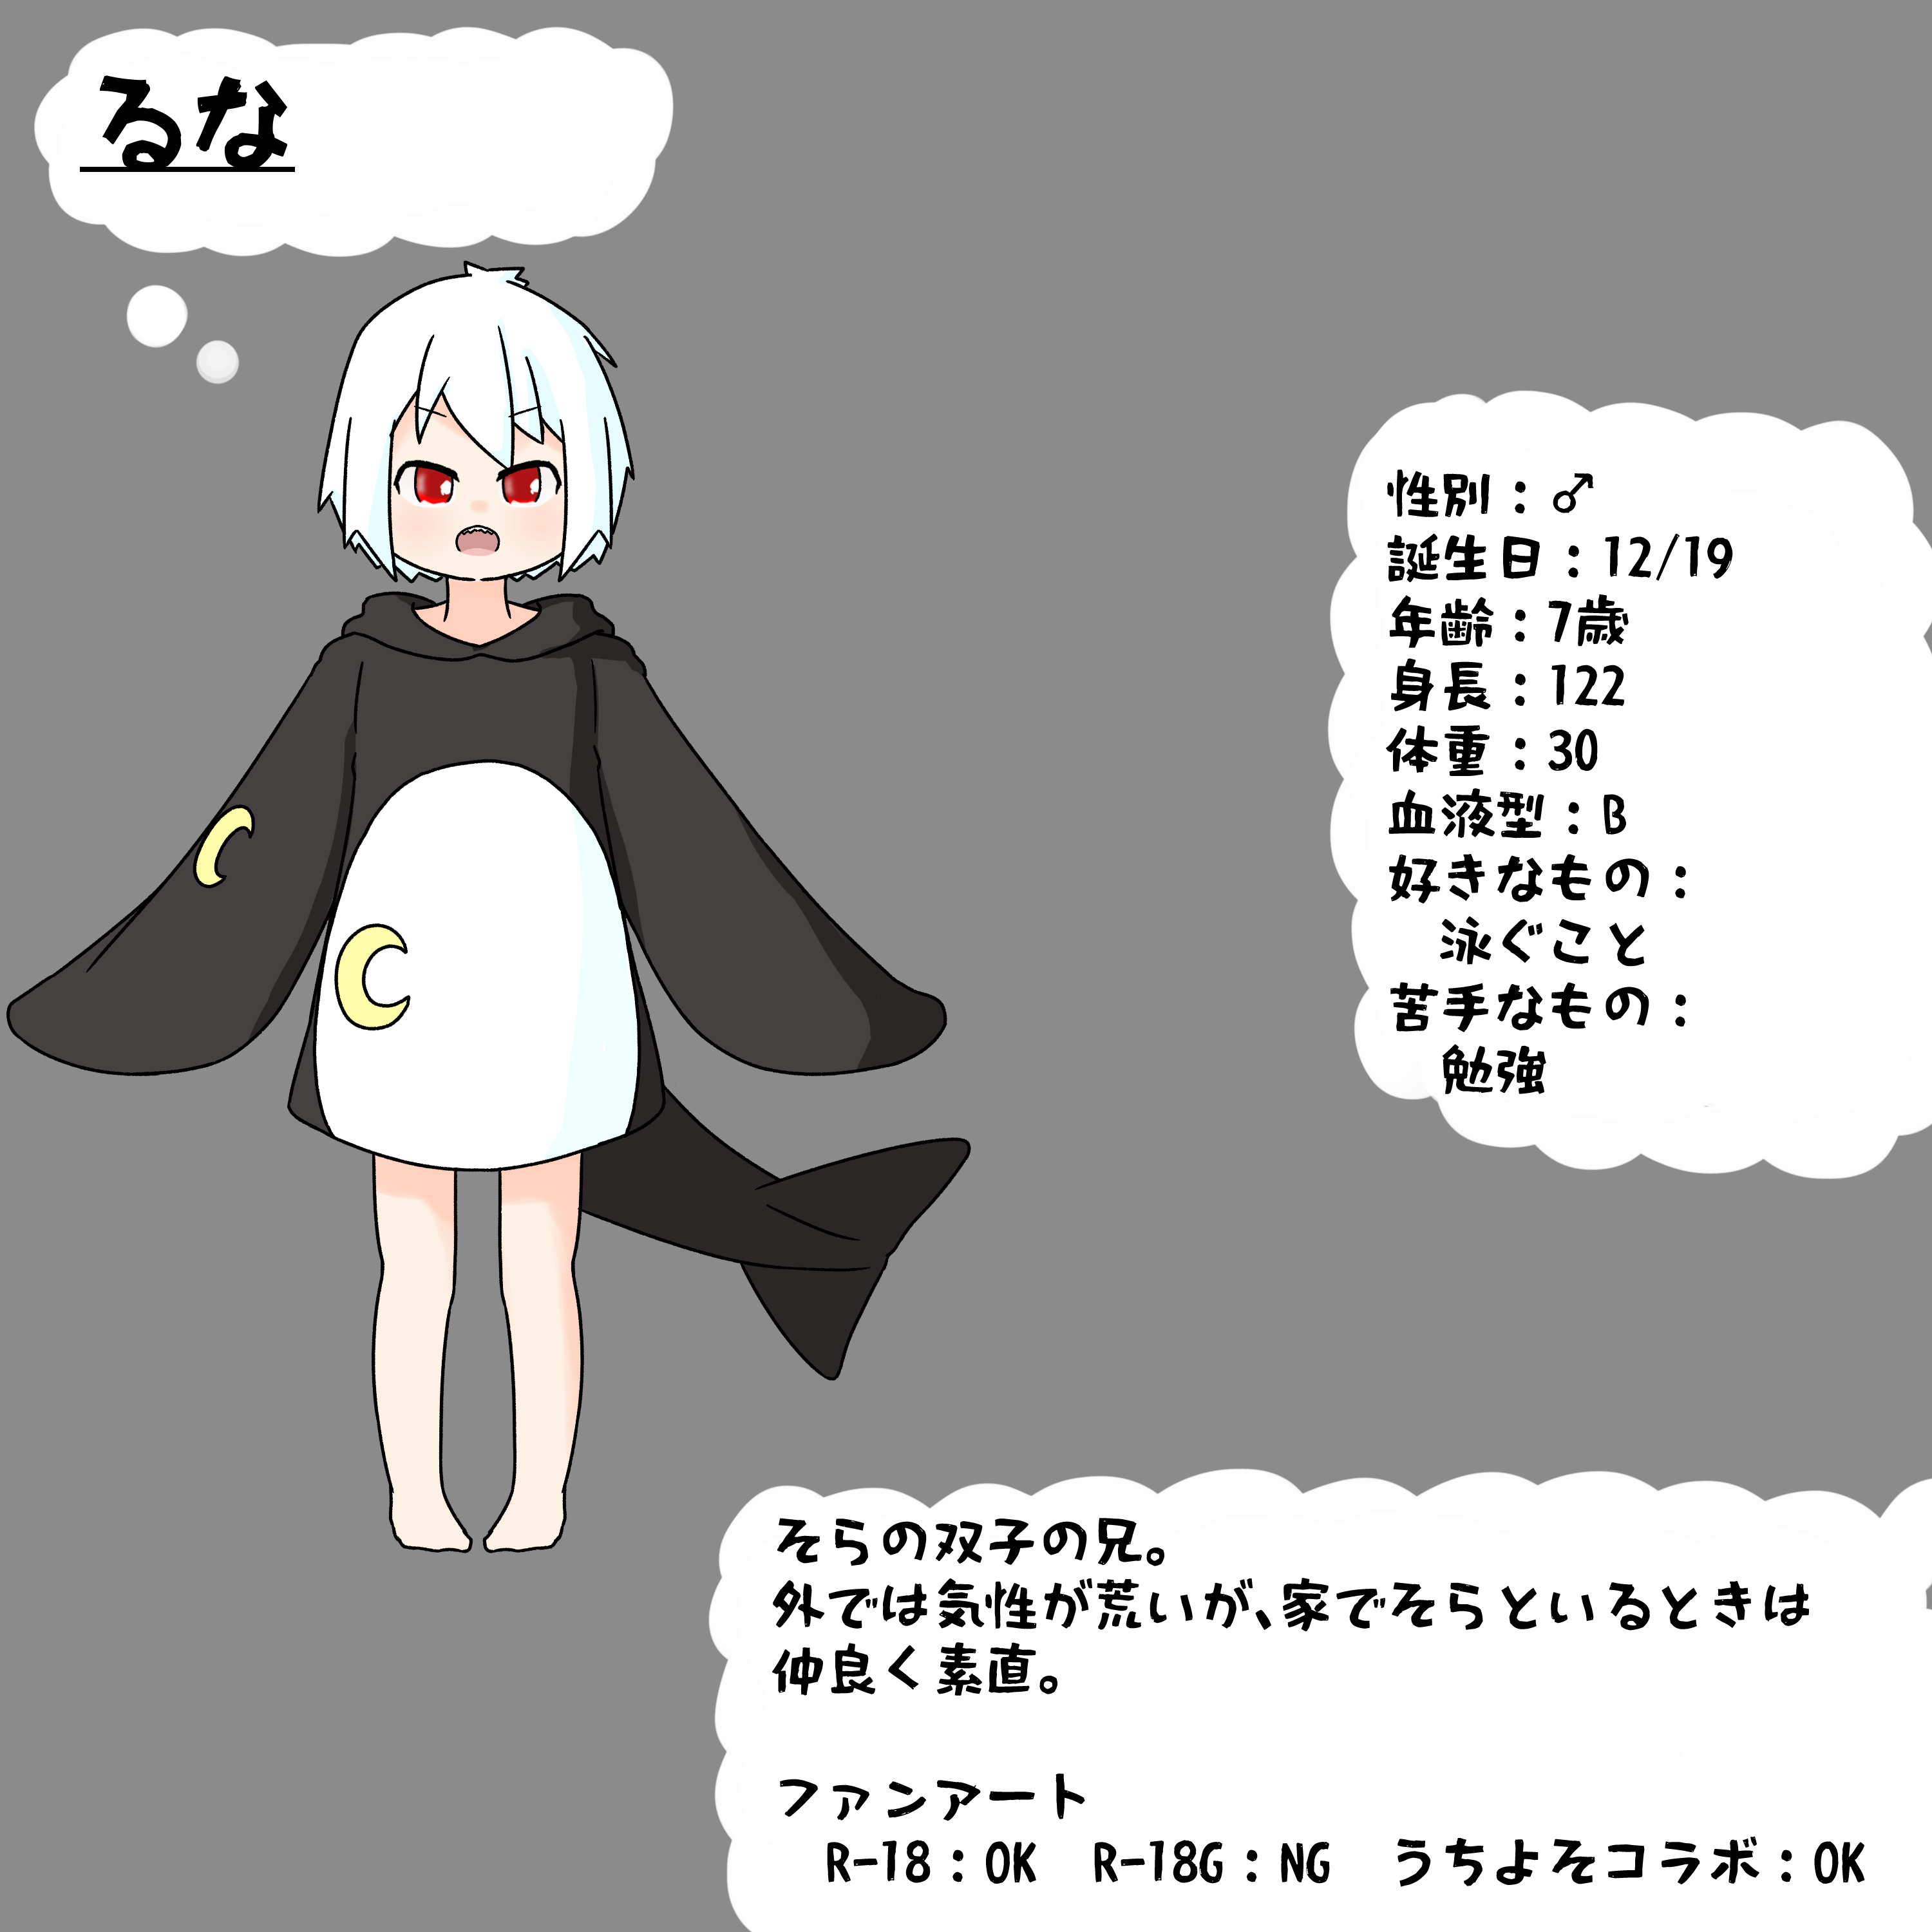 るな
性別：♂
誕生日：12/19
年齢：7歳
身長：122
体重：30
血液型：B
好きなもの：
泳ぐこと
苦手なもの：
勉強
そらの双子の兄。
外では気性が荒いが、家でそらといるときは
仲良く素直。
ファンアート
R-18：OK　R-18G：NG　うちよそコラボ：OK